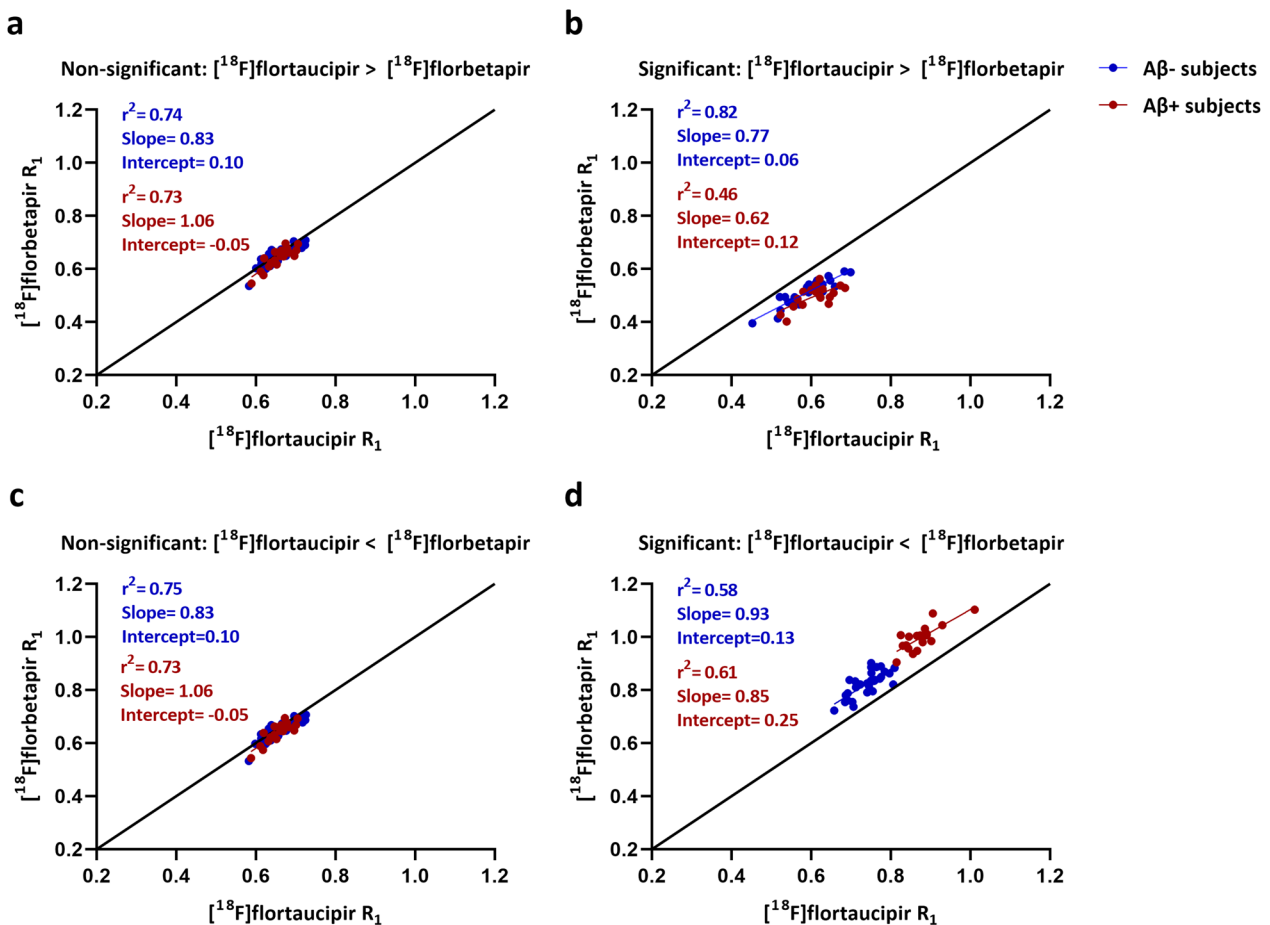 a
Non-significant: [¹⁸F]flortaucipir > [¹⁸F]florbetapir
r²= 0.74
Slope= 0.83
Intercept= 0.10
r²= 0.73
Slope= 1.06
Intercept= -0.05
[¹⁸F]florbetapir R₁
1.2
1.0
0.8
0.6
0.4
0.2
0.2 0.4 0.6 0.8 1.0 1.2
[¹⁸F]flortaucipir R₁
b
Significant: [¹⁸F]flortaucipir > [¹⁸F]florbetapir
r²= 0.82
Slope= 0.77
Intercept= 0.06
r²= 0.46
Slope= 0.62
Intercept= 0.12
[¹⁸F]florbetapir R₁
1.2
1.0
0.8
0.6
0.4
0.2
0.2 0.4 0.6 0.8 1.0 1.2
[¹⁸F]flortaucipir R₁
Aβ- subjects
Aβ+ subjects
c
Non-significant: [¹⁸F]flortaucipir < [¹⁸F]florbetapir
r²= 0.75
Slope= 0.83
Intercept=0.10
r²= 0.73
Slope= 1.06
Intercept= -0.05
[¹⁸F]florbetapir R₁
1.2
1.0
0.8
0.6
0.4
0.2
0.2 0.4 0.6 0.8 1.0 1.2
[¹⁸F]flortaucipir R₁
d
Significant: [¹⁸F]flortaucipir < [¹⁸F]florbetapir
r²= 0.58
Slope= 0.93
Intercept=0.13
r²= 0.61
Slope= 0.85
Intercept= 0.25
[¹⁸F]florbetapir R₁
1.2
1.0
0.8
0.6
0.4
0.2
0.2 0.4 0.6 0.8 1.0 1.2
[¹⁸F]flortaucipir R₁